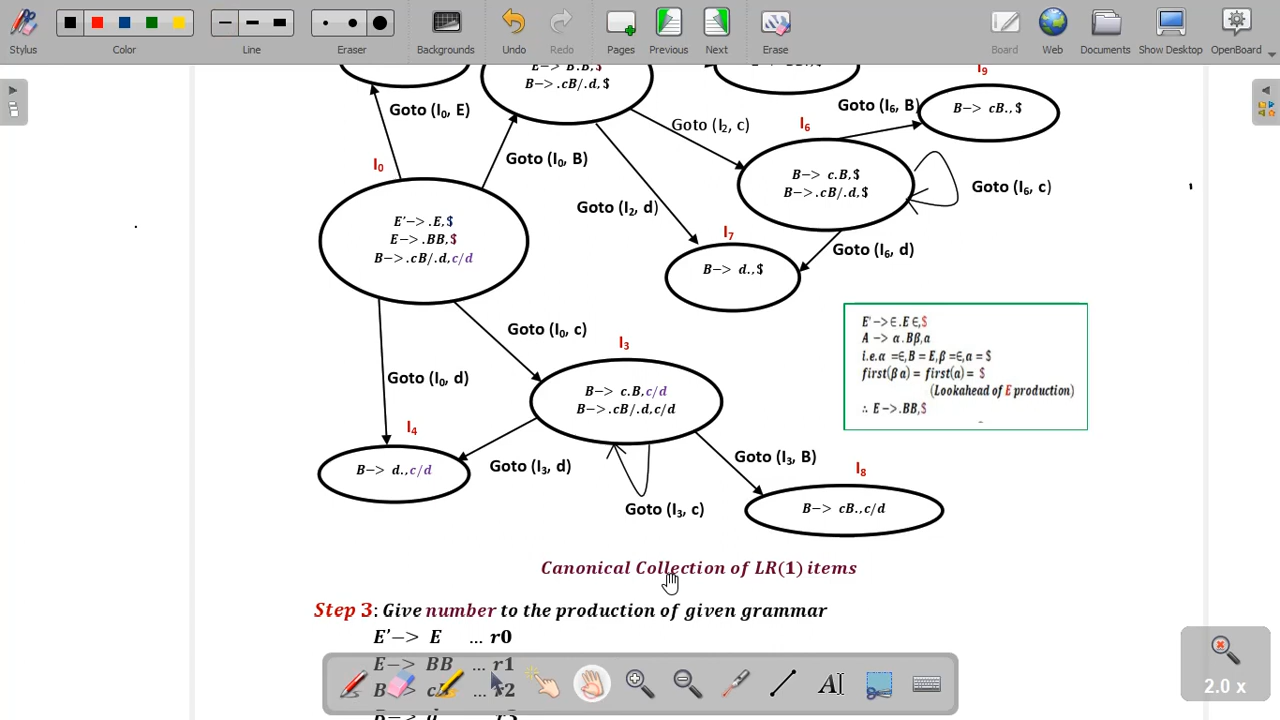 Stylus
Color
Line
Eraser
Backgrounds
Undo
Redo
Pages
Previous
Next
Erase
Board
Web
Documents
Show Desktop
OpenBoard
E−> B.B,$
B−> .cB/.d,$
I9
B−> cB.,$
Goto (I0, E)
Goto (I2, c)
Goto (I6, B)
I6
B−> c.B,$
B−> .cB/.d,$
Goto (I6, c)
I0
Goto (I0, B)
E'−> .E,$
E−> .BB,$
B−> .cB/.d,c/d
Goto (I2, d)
I7
B−> d.,$
Goto (I6, d)
Goto (I0, c)
I3
B−> c.B,c/d
B−>.cB/.d,c/d
E' −>∈.E ∈,$
A −> α.Bβ,a
i.e.α =∈,B = E,β =∈,a = $
first(β a) = first(a) = $
(Lookahead of E production)
∴ E −>.BB,$
Goto (I0, d)
I4
B−> d.,c/d
Goto (I3, d)
Goto (I3, c)
Goto (I3, B)
I8
B−> cB.,c/d
Canonical Collection of LR(1) items
Step 3: Give number to the production of given grammar
E'−> E ... r0
E−> BB ... r1
2.0 x